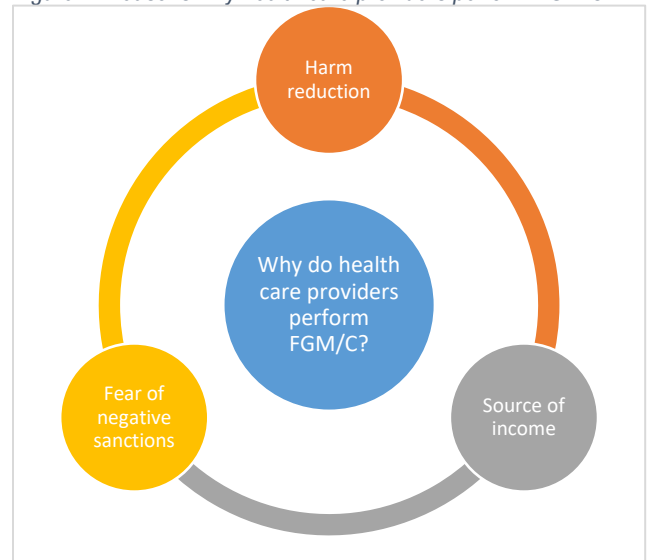 Harm
reduction
Why do health
care providers
perform
FGM/C?
Fear of
negative
sanctions
Source of
income